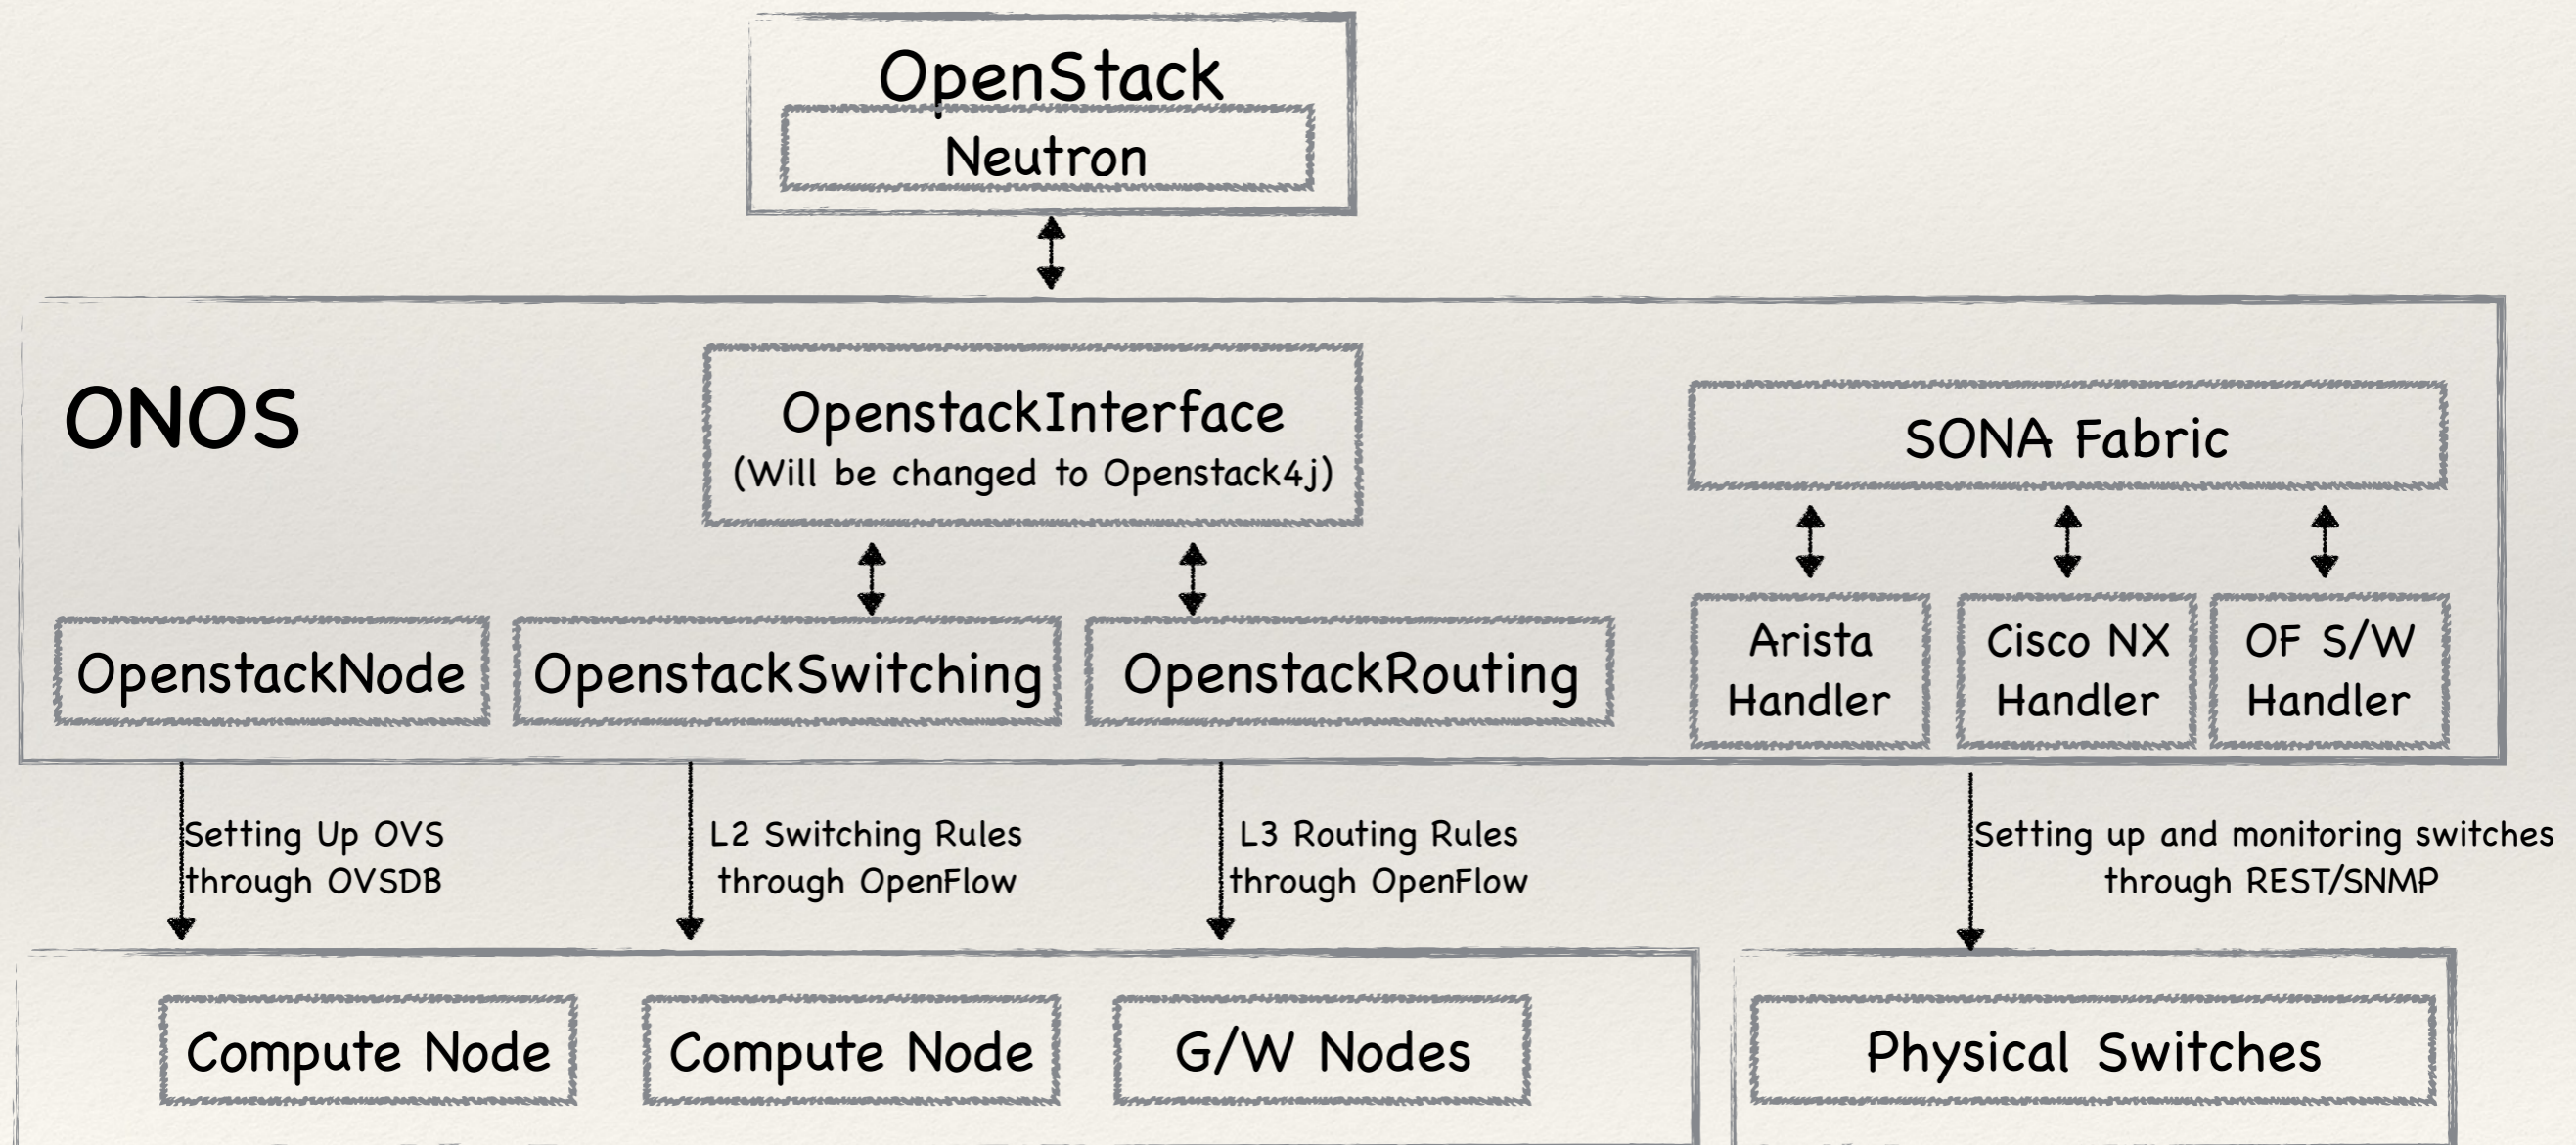 OpenStack
Neutron
ONOS
OpenstackInterface
(Will be changed to Openstack4j)
SONA Fabric
OpenstackNode
OpenstackSwitching
OpenstackRouting
Arista
Handler
Cisco NX
Handler
OF S/W
Handler
Setting Up OVS
through OVSDB
L2 Switching Rules
through OpenFlow
L3 Routing Rules
through OpenFlow
Setting up and monitoring switches
through REST/SNMP
Compute Node
Compute Node
G/W Nodes
Physical Switches